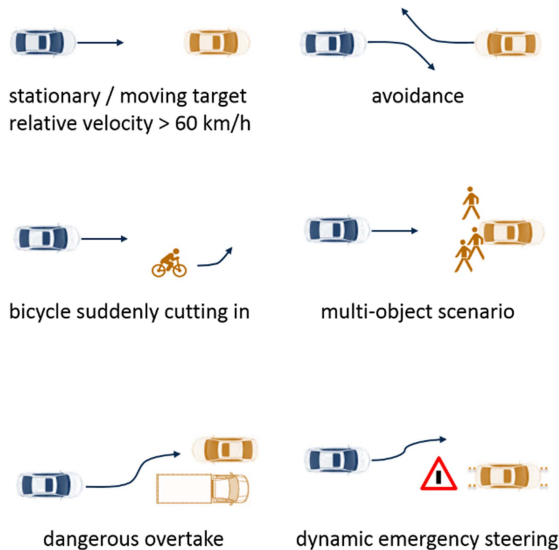 stationary / moving target
relative velocity > 60 km/h
avoidance
bicycle suddenly cutting in
multi-object scenario
dangerous overtake
dynamic emergency steering